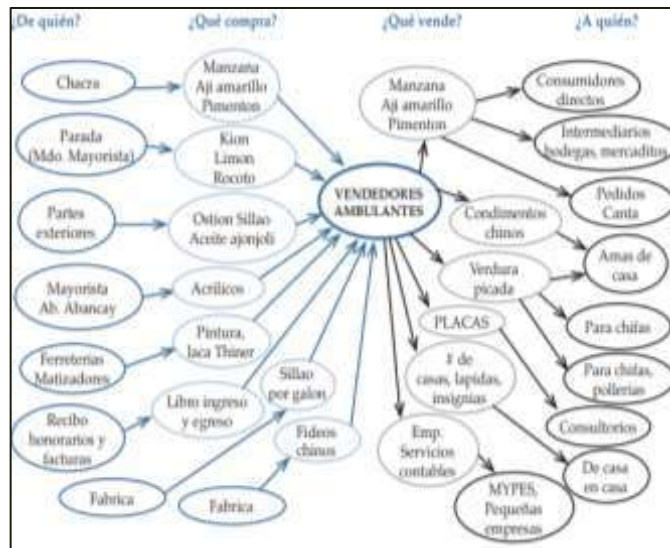 ¿De quién?
¿Qué compra?
¿Qué vende?
¿A quién?
Chacra
Manzana
Aji amarillo
Pimenton
Manzana
Aji amarillo
Pimenton
Consumidores
directos
Parada
(Mdo. Mayorista)
Kion
Limon
Rocoto
Intermediarios
bodegas, mercaditos
VENDEDORES
AMBULANTES
Pedidos
Canta
Partes
exteriores
Ostion Sillao
Aceite ajonjoli
Condimentos
chinos
Amas de
casa
Verdura
picada
Mayorista
Ab. Abancay
Acrilicos
PLACAS
Para chifas
Ferreterias
Matizadores
Pintura,
laca Thiner
Sillao
por galon
# de
casas, lapidas,
insignias
Para chifas,
pollerias
Recibo
honorarios y
facturas
Libro ingreso
y egreso
Fideos
chinos
Emp.
Servicios
contables
Consultorios
De casa
en casa
Fabrica
Fabrica
MYPES,
Pequeñas
empresas